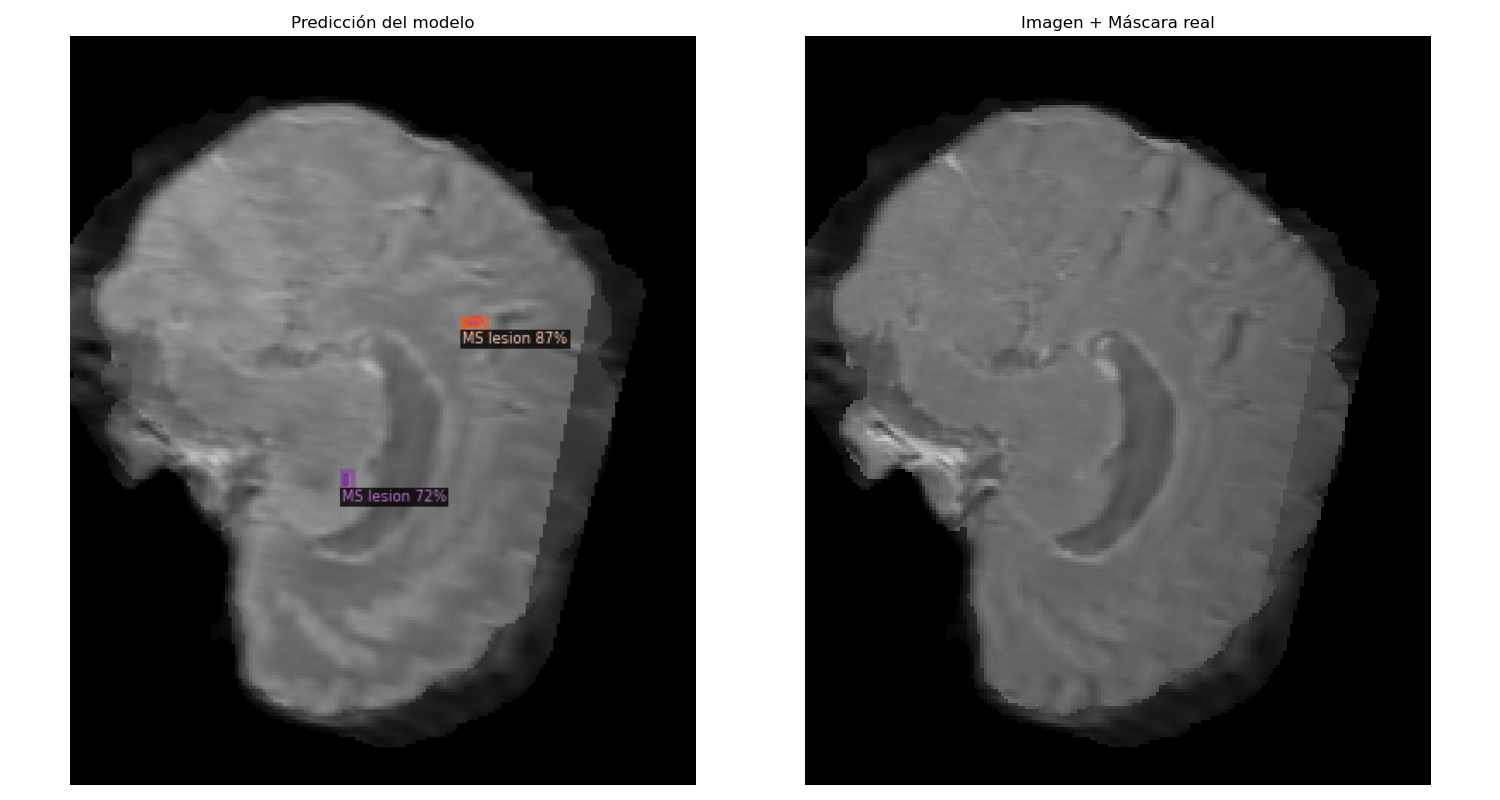 Predicción del modelo
Imagen + Máscara real
MS lesion 87%
MS lesion 72%